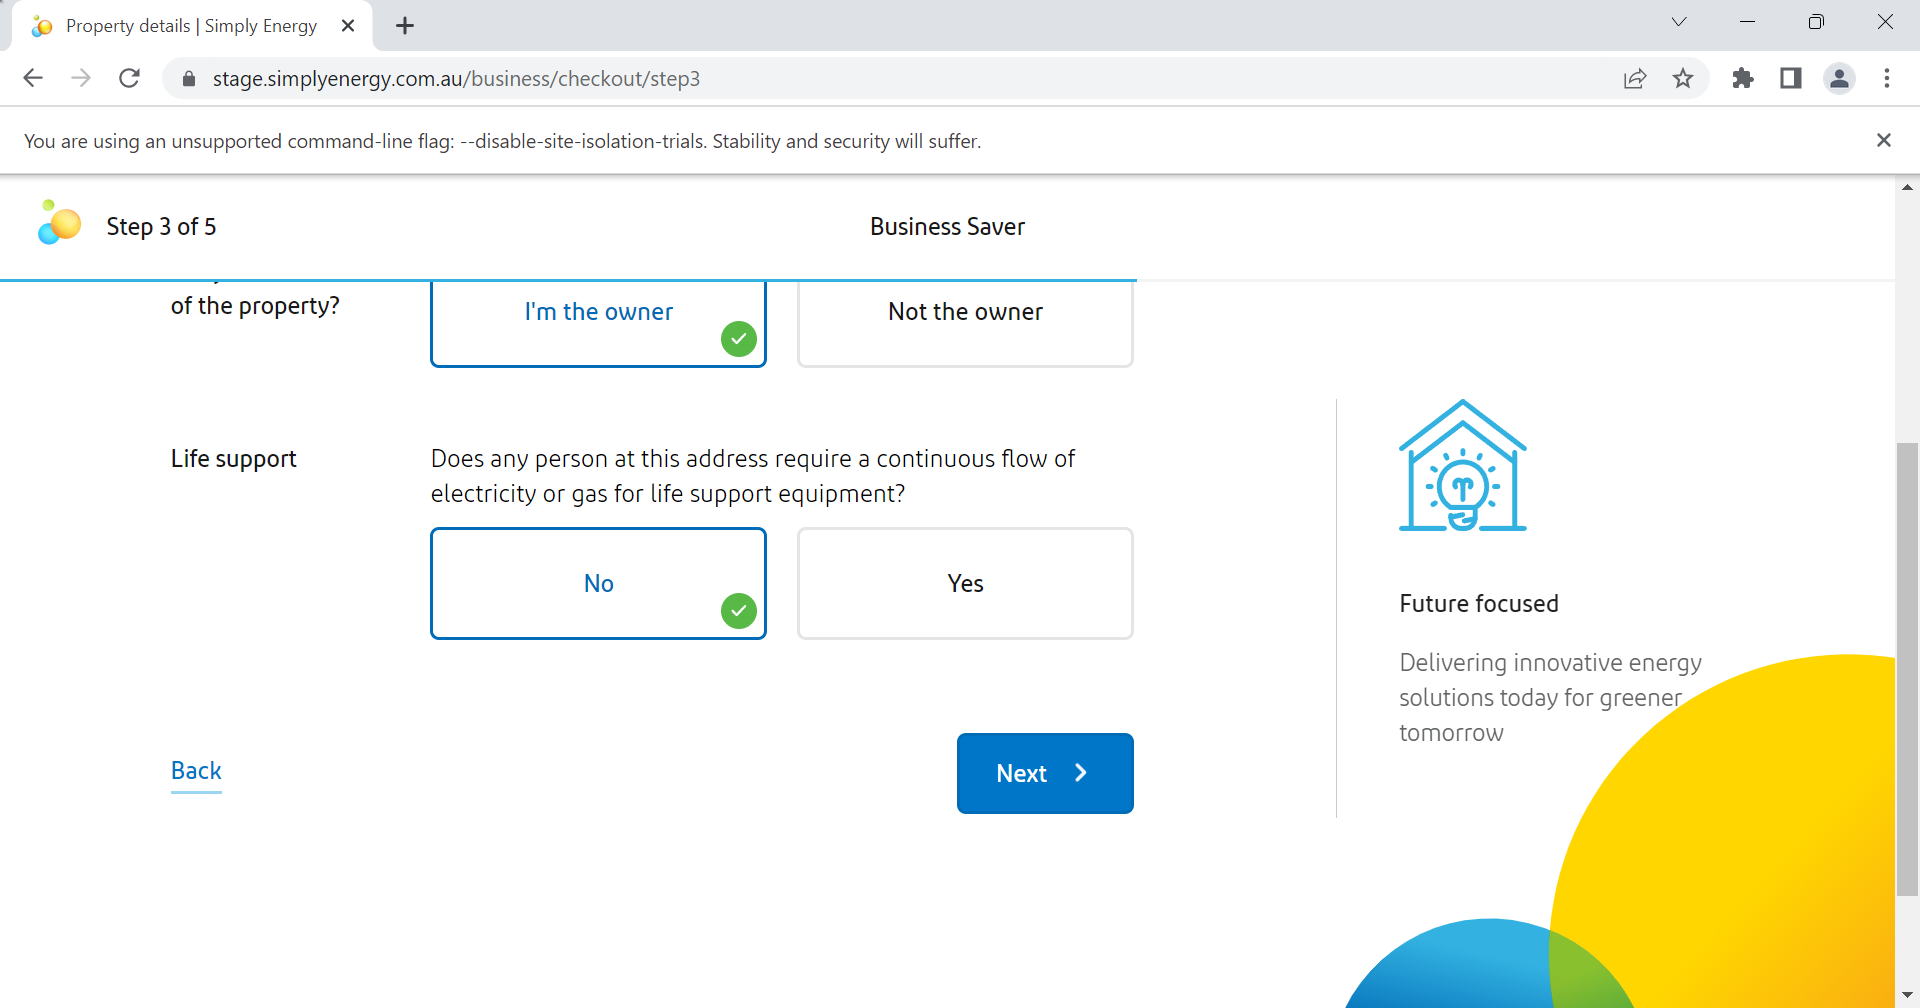 Property details | Simply Energy
stage.simplyenergy.com.au/business/checkout/step3
You are using an unsupported command-line flag: --disable-site-isolation-trials. Stability and security will suffer.
Step 3 of 5
Business Saver
of the property?
I'm the owner
Not the owner
Life support
Does any person at this address require a continuous flow of
electricity or gas for life support equipment?
No
Yes
Future focused
Delivering innovative energy
solutions today for greener
tomorrow
Back
Next